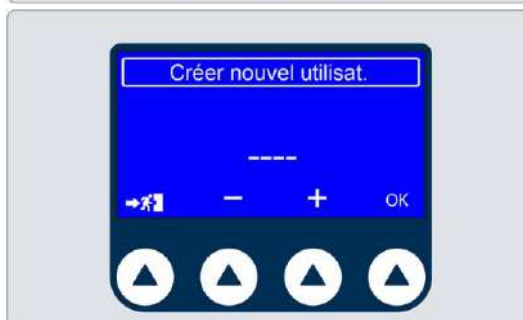 Créer nouvel utilisat.
----
− + OK